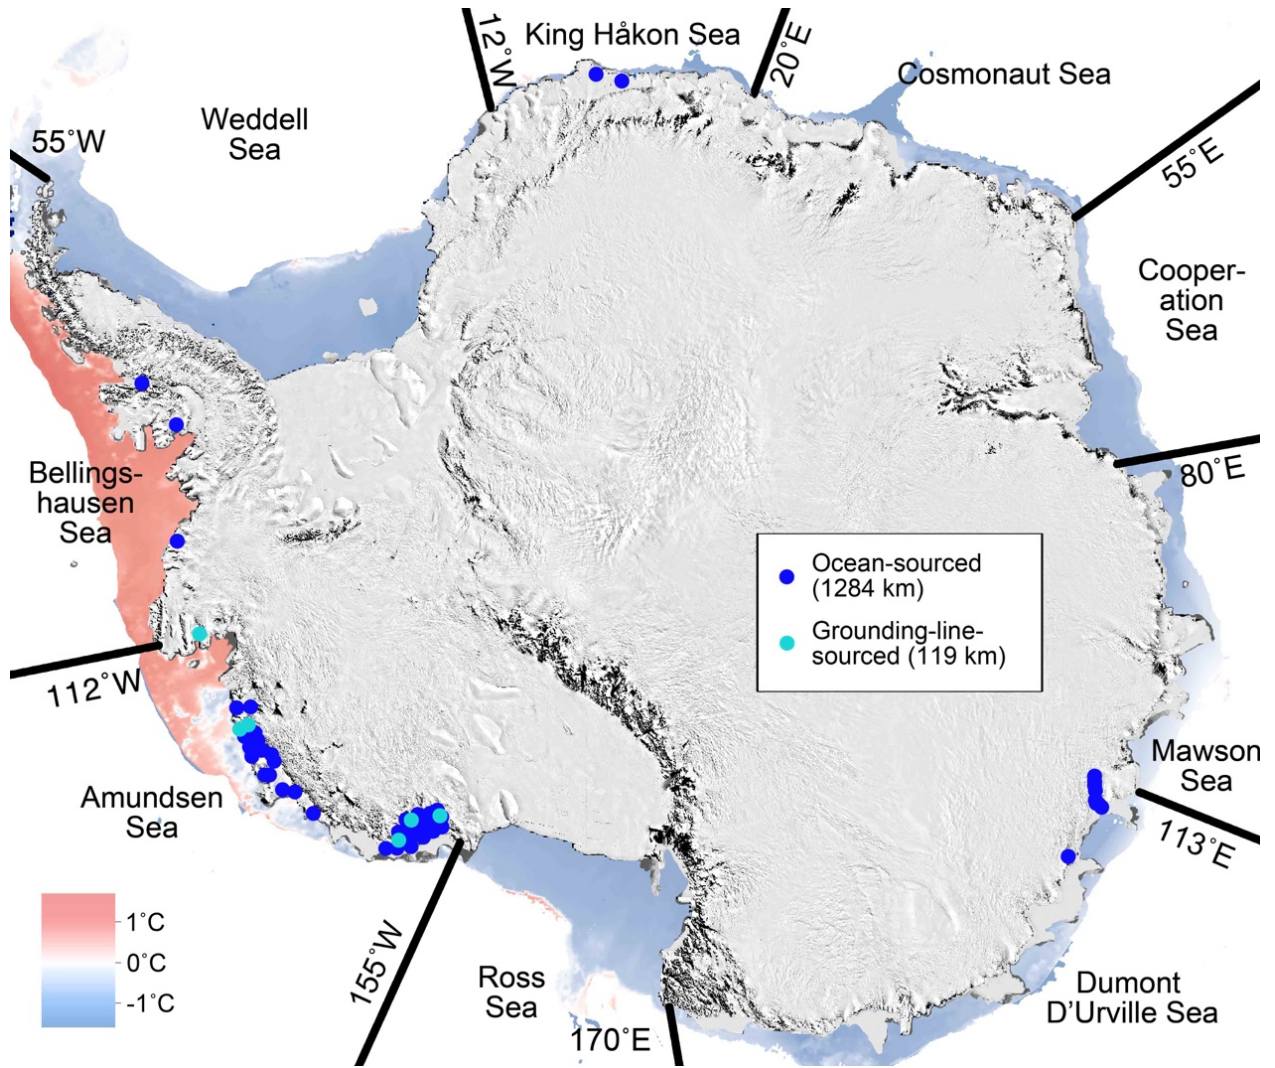 King Håkon Sea
12°W
20°E
Cosmonaut Sea
Weddell
Sea
55°W
55°E
Cooper-
ation
Sea
Bellings-
hausen
Sea
80°E
Ocean-sourced
(1284 km)
Grounding-line-
sourced (119 km)
112°W
Amundsen
Sea
Mawson
Sea
113°E
1°C
0°C
-1°C
155°W
Ross
Sea
170°E
Dumont
D'Urville Sea